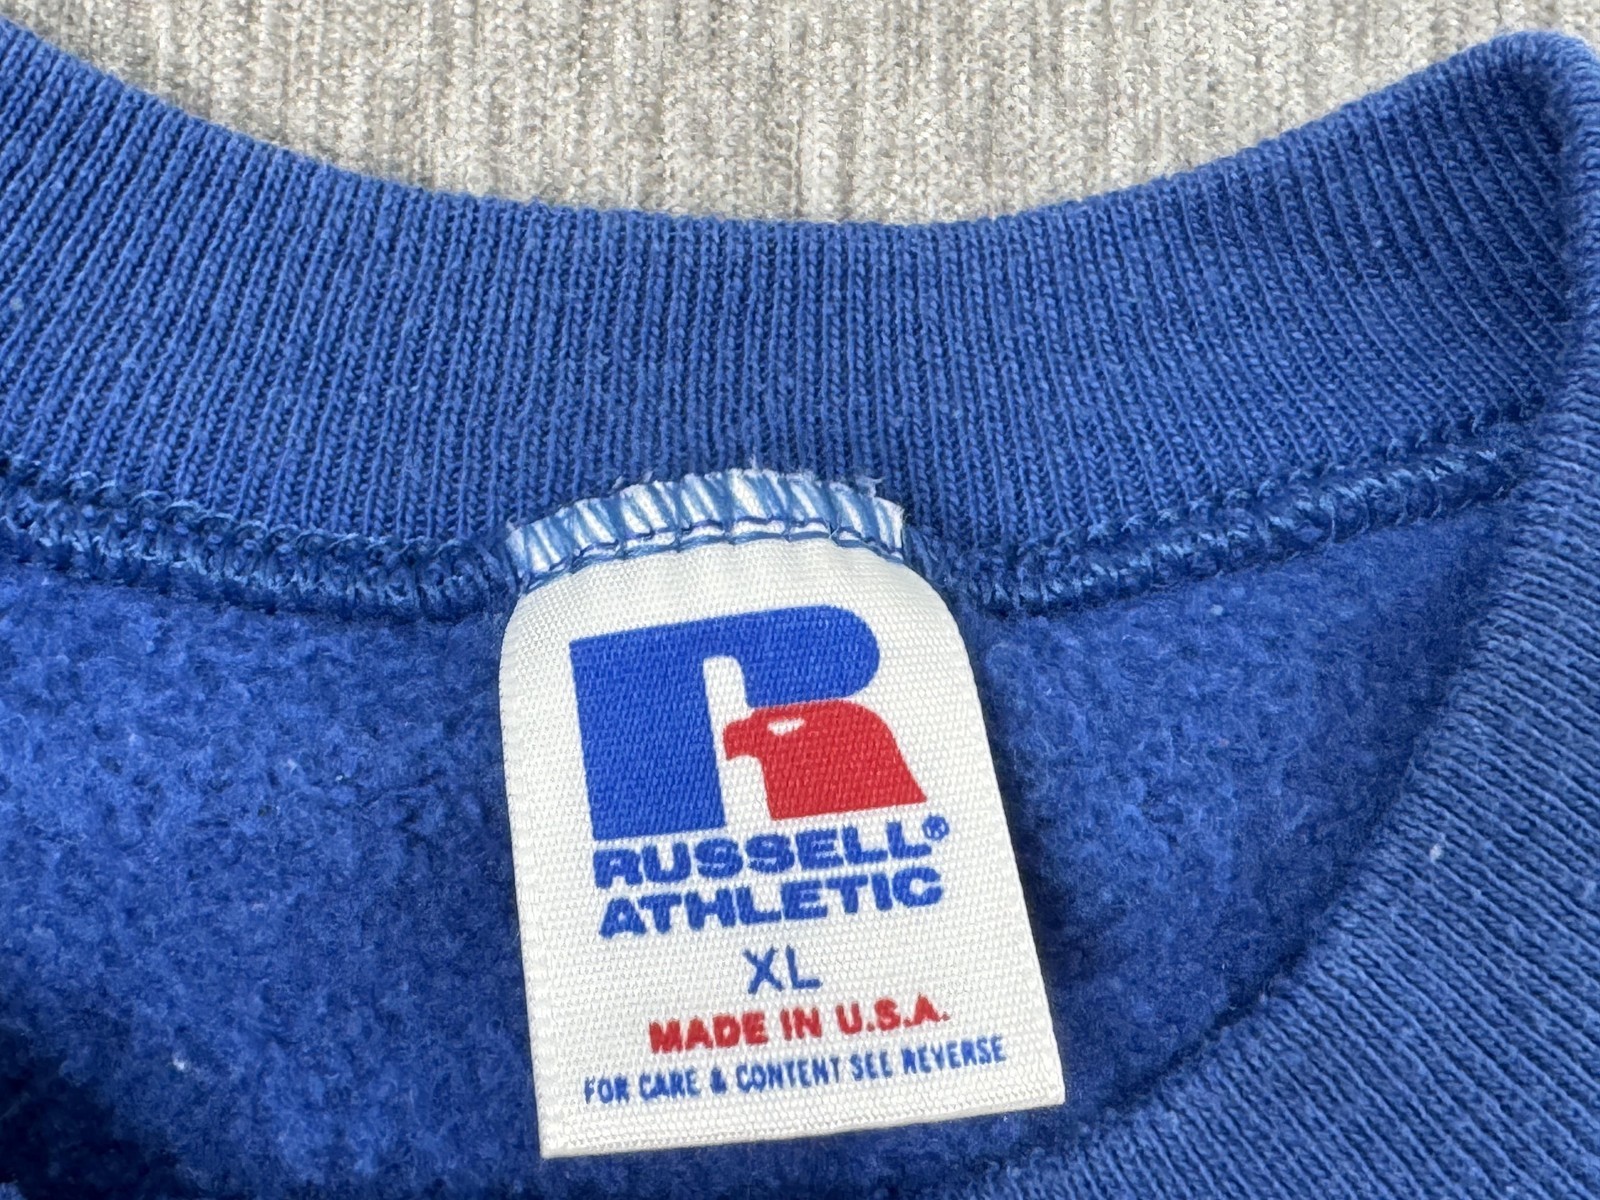 RUSSELL®
ATHLETIC
XL
MADE IN U.S.A.
FOR CARE & CONTENT SEE REVERSE